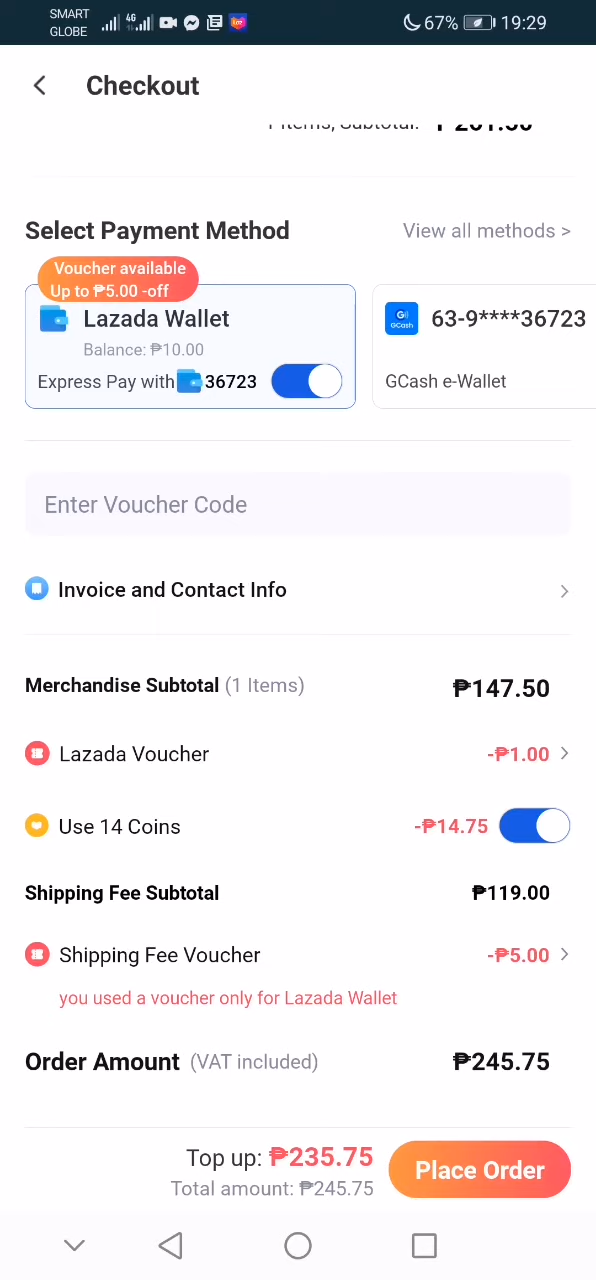 SMART
GLOBE
4G
67%
19:29
Checkout
Select Payment Method
View all methods >
Voucher available
Up to ₱5.00 -off
Lazada Wallet
Balance: ₱10.00
Express Pay with 36723
63-9****36723
GCash
GCash e-Wallet
Enter Voucher Code
Invoice and Contact Info
Merchandise Subtotal (1 Items) ₱147.50
Lazada Voucher -₱1.00
Use 14 Coins -₱14.75
Shipping Fee Subtotal ₱119.00
Shipping Fee Voucher -₱5.00
you used a voucher only for Lazada Wallet
Order Amount (VAT included) ₱245.75
Top up: ₱235.75
Total amount: ₱245.75
Place Order